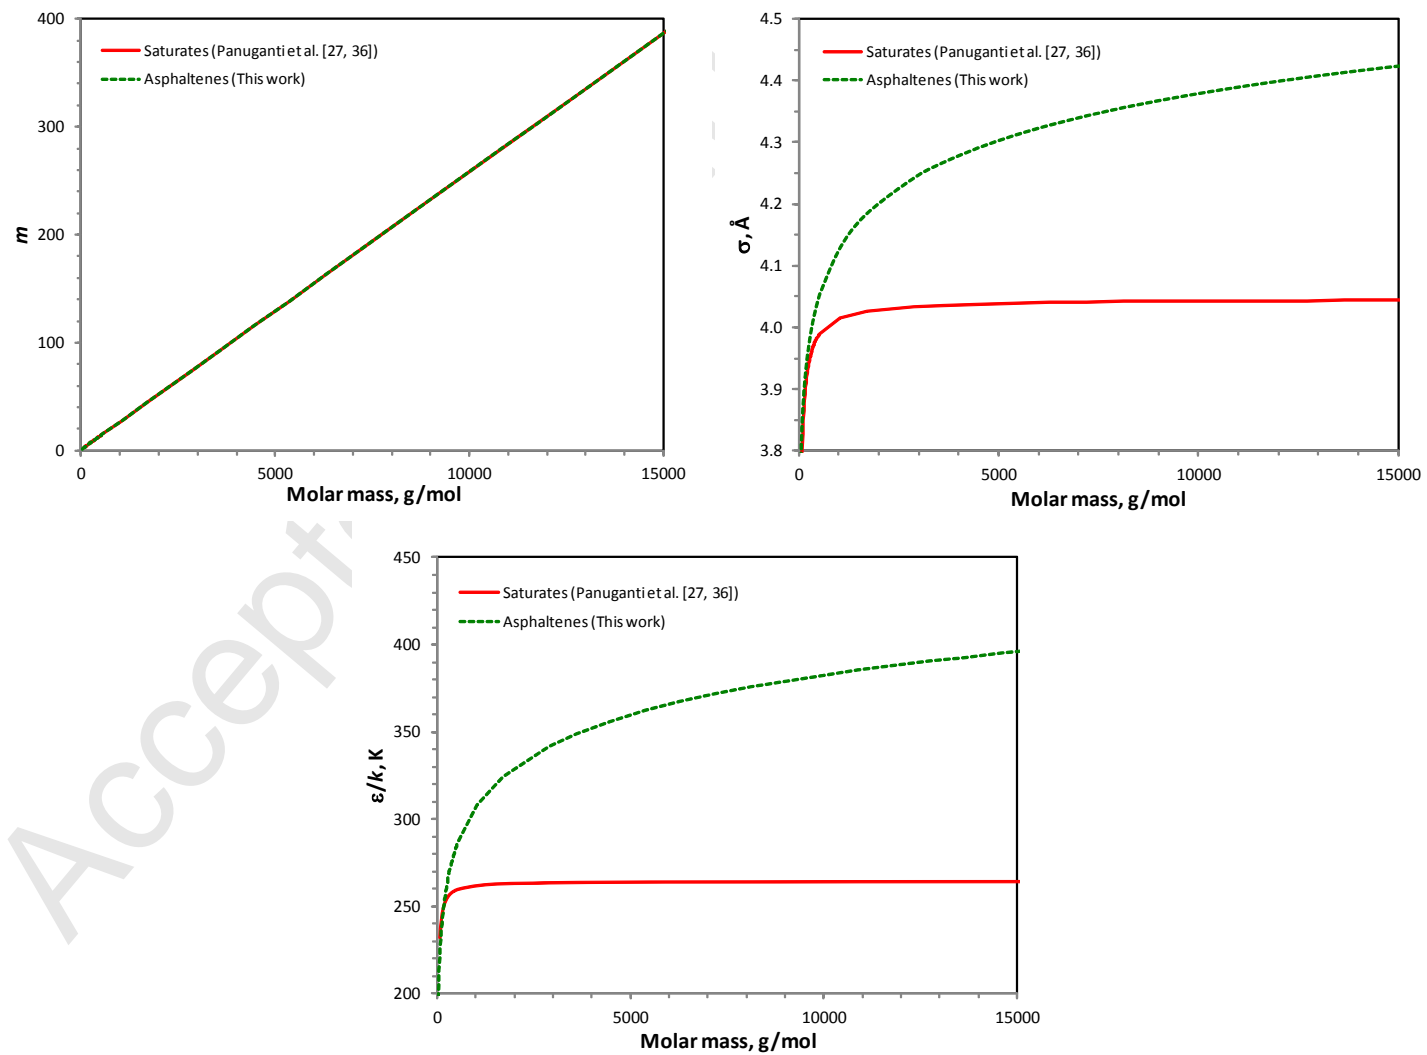 400
300
200
100
0
m
Saturates (Panuganti et al. [27, 36])
Asphaltenes (This work)
0 5000 10000 15000
Molar mass, g/mol
4.5
4.4
4.3
4.2
4.1
4.0
3.9
3.8
σ, Å
Saturates (Panuganti et al. [27, 36])
Asphaltenes (This work)
0 5000 10000 15000
Molar mass, g/mol
450
400
350
300
250
200
ε/k, K
Saturates (Panuganti et al. [27, 36])
Asphaltenes (This work)
0 5000 10000 15000
Molar mass, g/mol
Accept